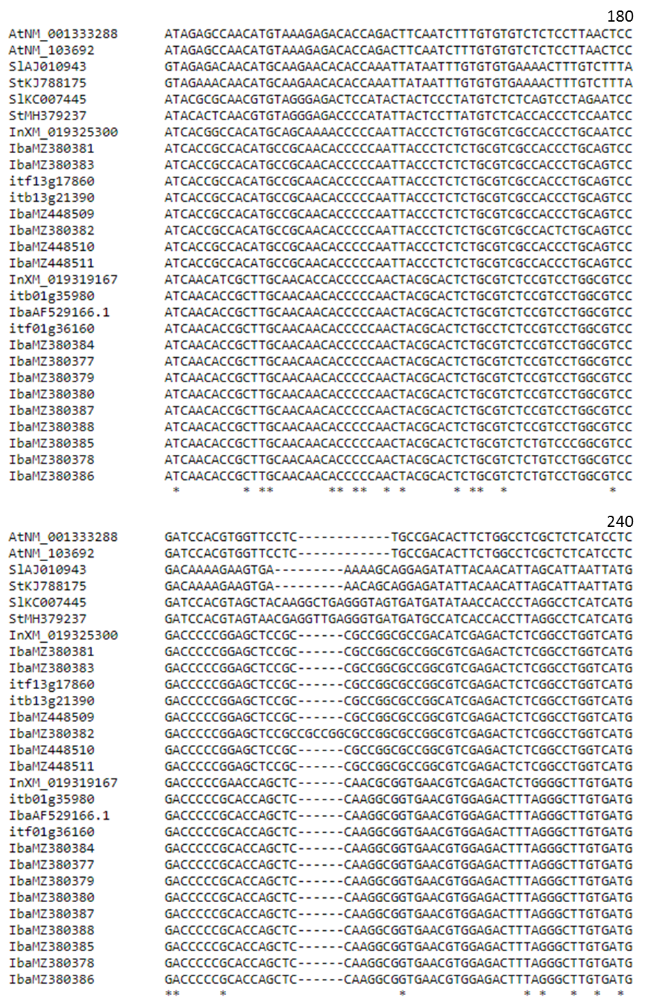 180
AtNM_001333288 ATAGAGCCAACATGTAAAGAGACACCAGACTTCAATCTTTGTGTGTCTCTCCTTAACTCC
AtNM_103692 ATAGAGCCAACATGTAAAGAGACACCAGACTTCAATCTTTGTGTGTCTCTCCTTAACTCC
SlAJ010943 GTAGAGACAACATGCAAGAACACACCAAATTATAATTTGTGTGTGAAAACTTTGTCTTTA
StKJ788175 GTAGAAACAACATGCAAGAACACACCAAATTATAATTTGTGTGTGAAAACTTTGTCTTTA
SlKC007445 ATACGCGCAACGTGTAGGGAGACTCCATACTACTCCCTATGTCTCTCAGTCCTAGAATCC
StMH379237 ATACACTCAACGTGTAGGGAGACCCCATATTACTCCTTATGTCTCACCACCCTCCAATCC
InXM_019325300 ATCACGGCCACATGCAGCAAAACCCCCAATTACCCTCTGTGCGTCGCCACCCTGCAATCC
IbaMZ380381 ATCACCGCCACATGCCGCAACACCCCCAATTACCCTCTCTGCGTCGCCACCCTGCAGTCC
IbaMZ380383 ATCACCGCCACATGCCGCAACACCCCCAATTACCCTCTCTGCGTCGCCACCCTGCAGTCC
itf13g17860 ATCACCGCCACATGCCGCAACACCCCCAATTACCCTCTCTGCGTCGCCACCCTGCAGTCC
itb13g21390 ATCACCGCCACATGCCGCAACACCCCCAATTACCCTCTCTGCGTCGCCACCCTGCAGTCC
IbaMZ448509 ATCACCGCCACATGCCGCAACACCCCCAATTACCCTCTCTGCGTCGCCACCCTGCAGTCC
IbaMZ380382 ATCACCGCCACATGCCGCAACACCCCCAATTACCCTCTCTGCGTCGCCACTCTGCAGTCC
IbaMZ448510 ATCACCGCCACATGCCGCAACACCCCCAATTACCCTCTCTGCGTCGCCACCCTGCAGTCC
IbaMZ448511 ATCACCGCCACATGCCGCAACACCCCCAATTACCCTCTCTGCGTCGCCACCCTGCAGTCC
InXM_019319167 ATCAACATCGCTTGCAACACCACCCCCAACTACGCACTCTGCGTCTCCGTCCTGGCGTCC
itb01g35980 ATCAACACCGCTTGCAACAACACCCCCAACTACGCACTCTGCGTCTCCGTCCTGGCGTCC
IbaAF529166.1 ATCAACACCGCTTGCAACAACACCCCCAACTACGCACTCTGCGTCTCCGTCCTGGCGTCC
itf01g36160 ATCAACACCGCTTGCAACAACACCCCCAACTACGCACTCTGCCTCTCCGTCCTGGCGTCC
IbaMZ380384 ATCAACACCGCTTGCAACAACACCCCCAACTACGCACTCTGCGTCTCCGTCCTGGCGTCC
IbaMZ380377 ATCAACACCGCTTGCAACAACACCCCCAACTACGCACTCTGCGTCTCCGTCCTGGCGTCC
IbaMZ380379 ATCAACACCGCTTGCAACAACACCCCCAACTACGCACTCTGCGTCTCCGTCCTGGCGTCC
IbaMZ380380 ATCAACACCGCTTGCAACAACACCCCCAACTACGCACTCTGCGTCTCCGTCCTGGCGTCC
IbaMZ380387 ATCAACACCGCTTGCAACAACACCCCCAACTACGCACTCTGCGTCTCCGTCCTGGCGTCC
IbaMZ380388 ATCAACACCGCTTGCAACAACACCCCCAACTACGCACTCTGCGTCTCCGTCCTGGCGTCC
IbaMZ380385 ATCAACACCGCTTGCAACAACACCCCCAACTACGCACTCTGCGTCTCTGTCCCGGCGTCC
IbaMZ380378 ATCAACACCGCTTGCAACAACACCCCCAACTACGCACTCTGCGTCTCTGTCCTGGCGTCC
IbaMZ380386 ATCAACACCGCTTGCAACAACACCCCCAACTACGCACTCTGCGTCTCTGTCCTGGCGTCC
* * ** ** ** * * * ** * *
240
AtNM_001333288 GATCCACGTGGTTCCTC------------TGCCGACACTTCTGGCCTCGCTCTCATCCTC
AtNM_103692 GATCCACGTGGTTCCTC------------TGCCGACACTTCTGGCCTCGCTCTCATCCTC
SlAJ010943 GACAAAAGAAGTGA---------AAAAGCAGGAGATATTACAACATTAGCATTAATTATG
StKJ788175 GACAAAAGAAGTGA---------AACAGCAGGAGATATTACAACATTAGCATTAATTATG
SlKC007445 GATCCACGTAGCTACAAGGCTGAGGGTAGTGATGATATAACCACCCTAGGCCTCATCATG
StMH379237 GATCCACGTAGTAACGAGGTTGAGGGTGATGATGCCATCACCACCTTAGGCCTCATCATG
InXM_019325300 GACCCCCGGAGCTCCGC------CGCCGGCGCCGACATCGAGACTCTCGGCCTGGTCATG
IbaMZ380381 GACCCCCGGAGCTCCGC------CGCCGGCGCCGGCGTCGAGACTCTCGGCCTGGTCATG
IbaMZ380383 GACCCCCGGAGCTCCGC------CGCCGGCGCCGGCGTCGAGACTCTCGGCCTGGTCATG
itf13g17860 GACCCCCGGAGCTCCGC------CGCCGGCGCCGGCGTCGAGACTCTCGGCCTGGTCATG
itb13g21390 GACCCCCGGAGCTCCGC------CGCCGGCGCCGGCATCGAGACTCTCGGCCTGGTCATG
IbaMZ448509 GACCCCCGGAGCTCCGC------CGCCGGCGCCGGCGTCGAGACTCTCGGCCTGGTCATG
IbaMZ380382 GACCCCCGGAGCTCCGCCGCCGGCGCCGGCGCCGGCGTCGAGACTCTCGGCCTGGTCATG
IbaMZ448510 GACCCCCGGAGCTCCGC------CGCCGGCGCCGGCGTCGAGACTCTCGGCCTGGTCATG
IbaMZ448511 GACCCCCGGAGCTCCGC------CGCCGGCGCCGGCGTCGAGACTCTCGGCCTGGTCATG
InXM_019319167 GACCCCCGAACCAGCTC------CAACGCGGTGAACGTCGAGACTCTGGGGCTTGTGATG
itb01g35980 GACCCCCGCACCAGCTC------CAAGGCGGTGAACGTGGAGACTTTAGGGCTTGTGATG
IbaAF529166.1 GACCCCCGCACCAGCTC------CAAGGCGGTGAACGTGGAGACTTTAGGGCTTGTGATG
itf01g36160 GACCCCCGCACCAGCTC------CAAGGCGGTGAACGTGGAGACTTTAGGGCTTGTGATG
IbaMZ380384 GACCCCCGCACCAGCTC------CAAGGCGGTGAACGTGGAGACTTTAGGGCTTGTGATG
IbaMZ380377 GACCCCCGCACCAGCTC------CAAGGCGGTGAACGTGGAGACTTTAGGGCTTGTGATG
IbaMZ380379 GACCCCCGCACCAGCTC------CAAGGCGGTGAACGTGGAGACTTTAGGGCTTGTGATG
IbaMZ380380 GACCCCCGCACCAGCTC------CAAGGCGGTGAACGTGGAGACTTTAGGGCTTGTGATG
IbaMZ380387 GACCCCCGCACCAGCTC------CAAGGCGGTGAACGTGGAGACTTTAGGGCTTGTGATG
IbaMZ380388 GACCCCCGCACCAGCTC------CAAGGCGGTGAACGTGGAGACTTTAGGGCTTGTGATG
IbaMZ380385 GACCCCCGCACCAGCTC------CAAGGCGGTGAACGTGGAGACTTTAGGGCTTGTGATG
IbaMZ380378 GACCCCCGCACCAGCTC------CAAGGCGGTGAACGTGGAGACTTTAGGGCTTGTGATG
IbaMZ380386 GACCCCCGCACCAGCTC------CAAGGCGGTGAACGTGGAGACTTTAGGGCTTGTGATG
** * * * * * * *